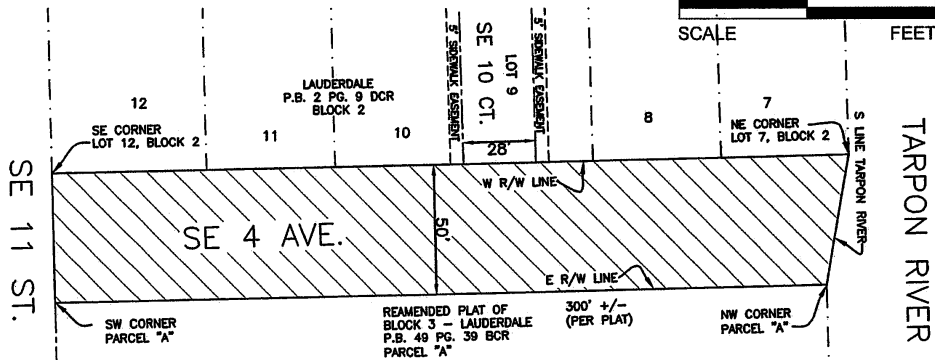 SCALE
FEET
LAUDERDALE
P.B. 2 PG. 9 DCR
BLOCK 2
12
11
10
SE CORNER
LOT 12, BLOCK 2
5' SIDEWALK EASEMENT
SE 10 CT.
LOT 9
5' SIDEWALK EASEMENT
28'
8
7
NE CORNER
LOT 7, BLOCK 2
S LINE TARPON RIVER
TARPON RIVER
W R/W LINE
SE 11 ST.
SE 4 AVE.
50'
E R/W LINE
SW CORNER
PARCEL "A"
REAMENDED PLAT OF
BLOCK 3 - LAUDERDALE
P.B. 49 PG. 39 BCR
PARCEL "A"
300' +/-
(PER PLAT)
NW CORNER
PARCEL "A"